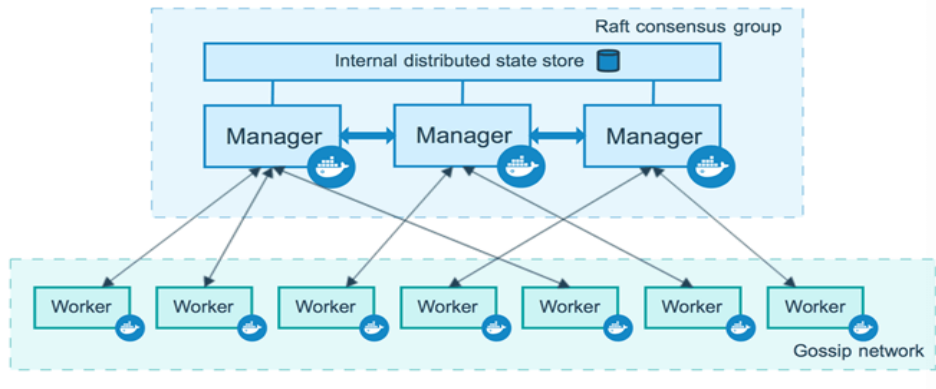 Raft consensus group
Internal distributed state store
Manager Manager Manager
Worker Worker Worker Worker Worker Worker Worker
Gossip network